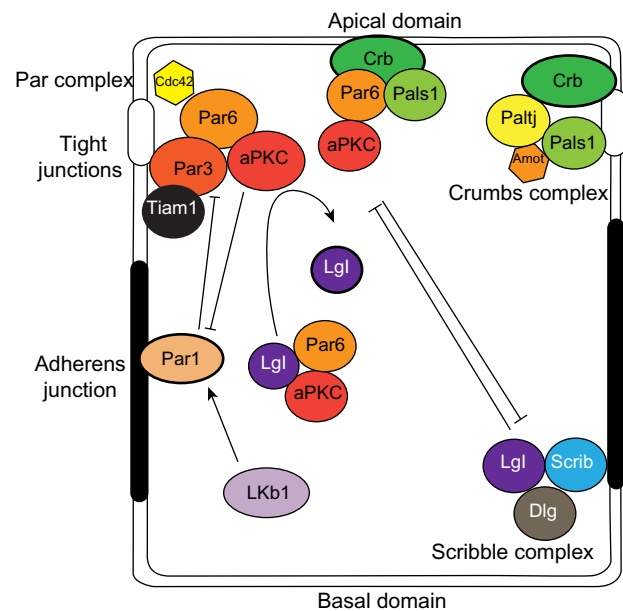 Apical domain
Par complex
Cdc42
Crb
Par6
Pals1
Crb
Par6
Tight
junctions
Par3
aPKC
aPKC
Paltj
Pals1
Amot
Crumbs complex
Tiam1
Lgl
Adherens
junction
Par1
Lgl
Par6
aPKC
LKb1
Lgl
Scrib
Dlg
Scribble complex
Basal domain